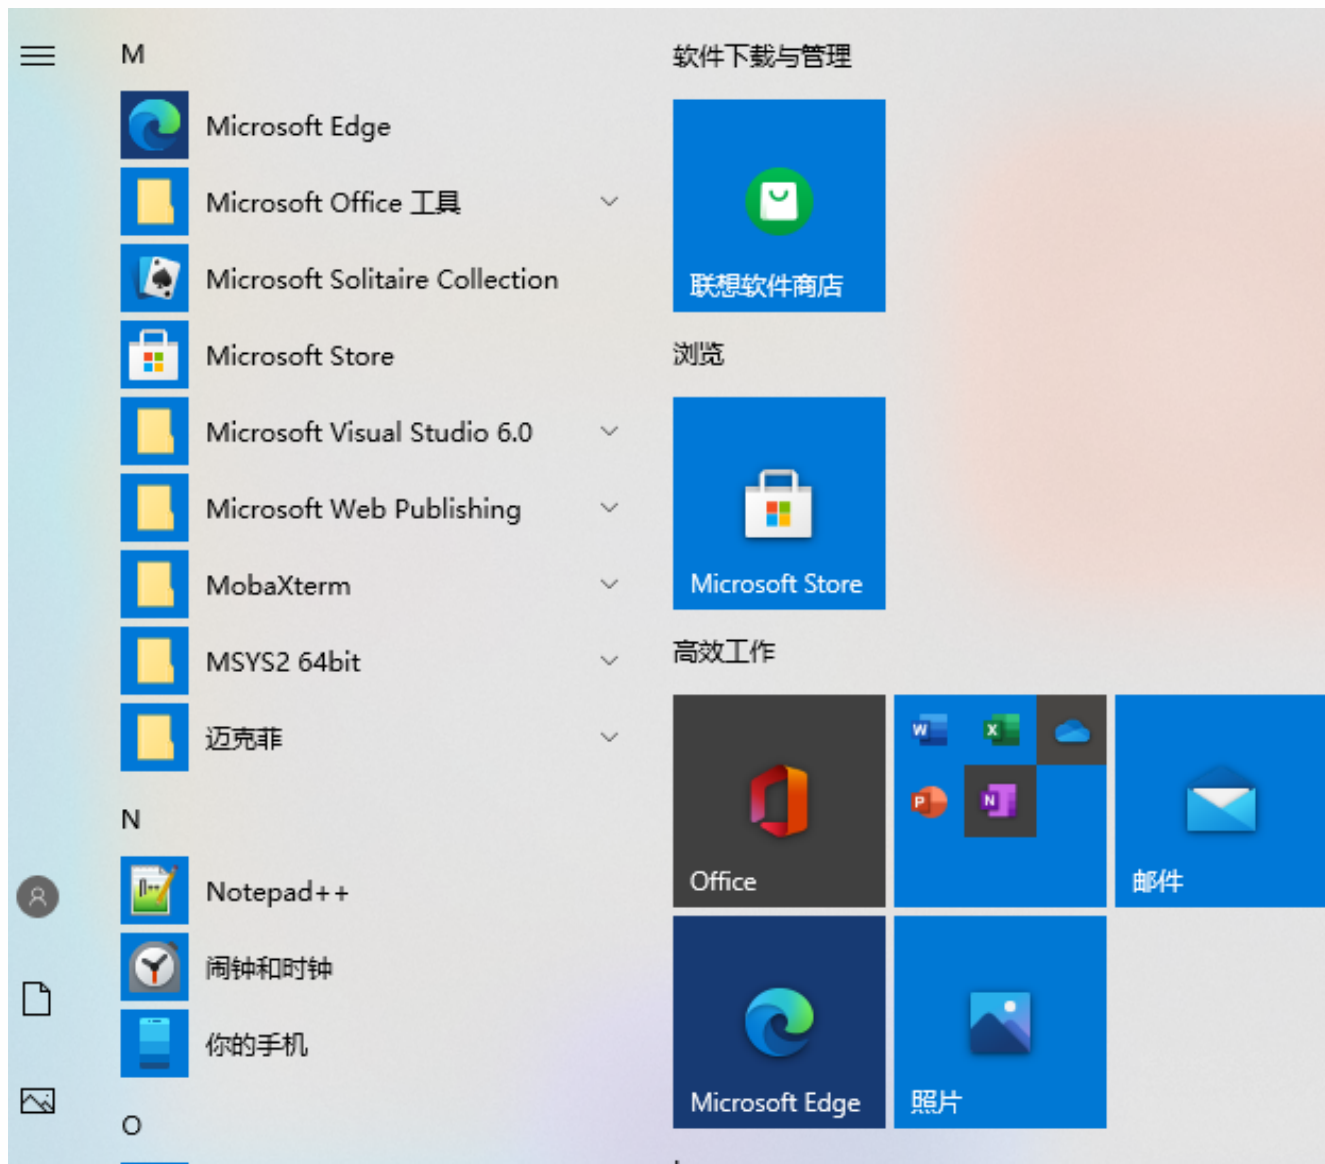 M
Microsoft Edge
Microsoft Office 工具
Microsoft Solitaire Collection
Microsoft Store
Microsoft Visual Studio 6.0
Microsoft Web Publishing
MobaXterm
MSYS2 64bit
迈克菲
N
Notepad++
闹钟和时钟
你的手机
O
软件下载与管理
联想软件商店
浏览
Microsoft Store
高效工作
Office
邮件
Microsoft Edge
照片